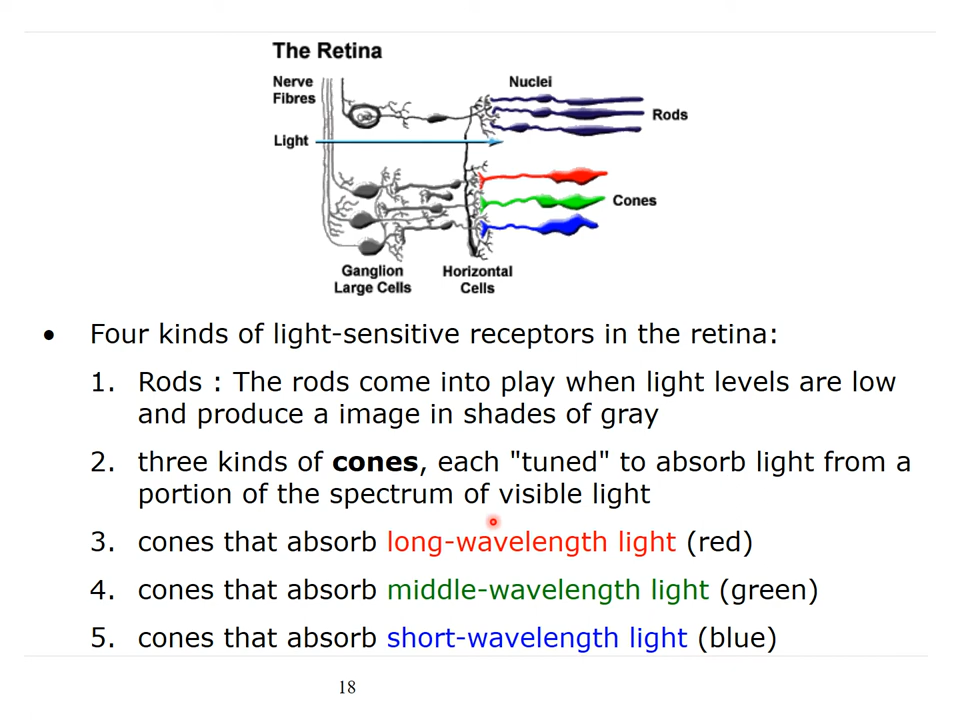 The Retina
Nerve
Fibres
Nuclei
Rods
Light
Cones
Ganglion
Large Cells
Horizontal
Cells
• Four kinds of light-sensitive receptors in the retina:
1. Rods : The rods come into play when light levels are low
and produce a image in shades of gray
2. three kinds of cones, each "tuned" to absorb light from a
portion of the spectrum of visible light
3. cones that absorb long-wavelength light (red)
4. cones that absorb middle-wavelength light (green)
5. cones that absorb short-wavelength light (blue)
18